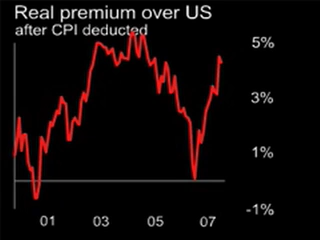 Real premium over US
after CPI deducted
5%
3%
1%
-1%
01 03 05 07